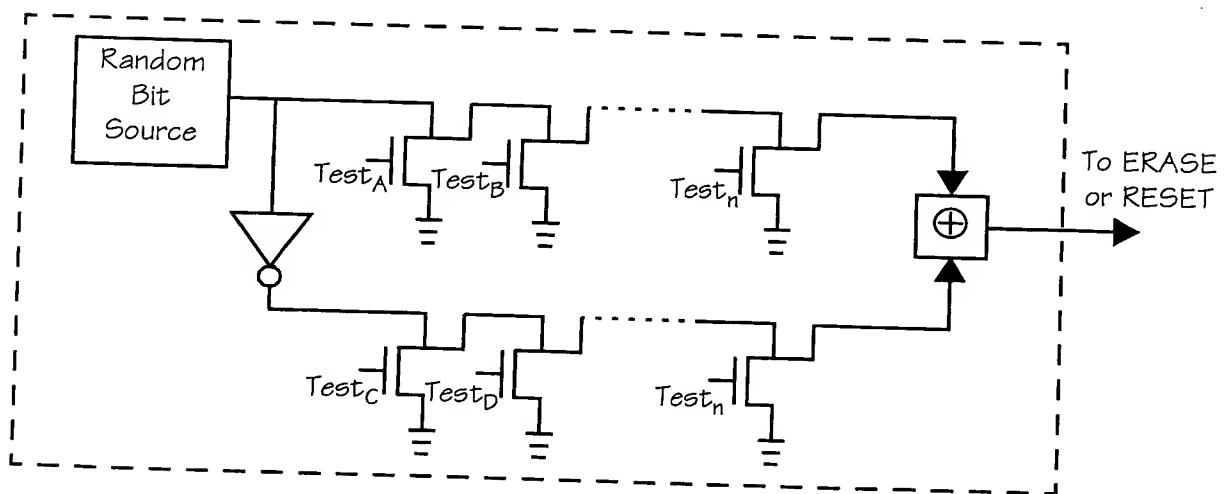 Random
Bit
Source
Test_A
Test_B
Test_n
To ERASE
or RESET
Test_C
Test_D
Test_n